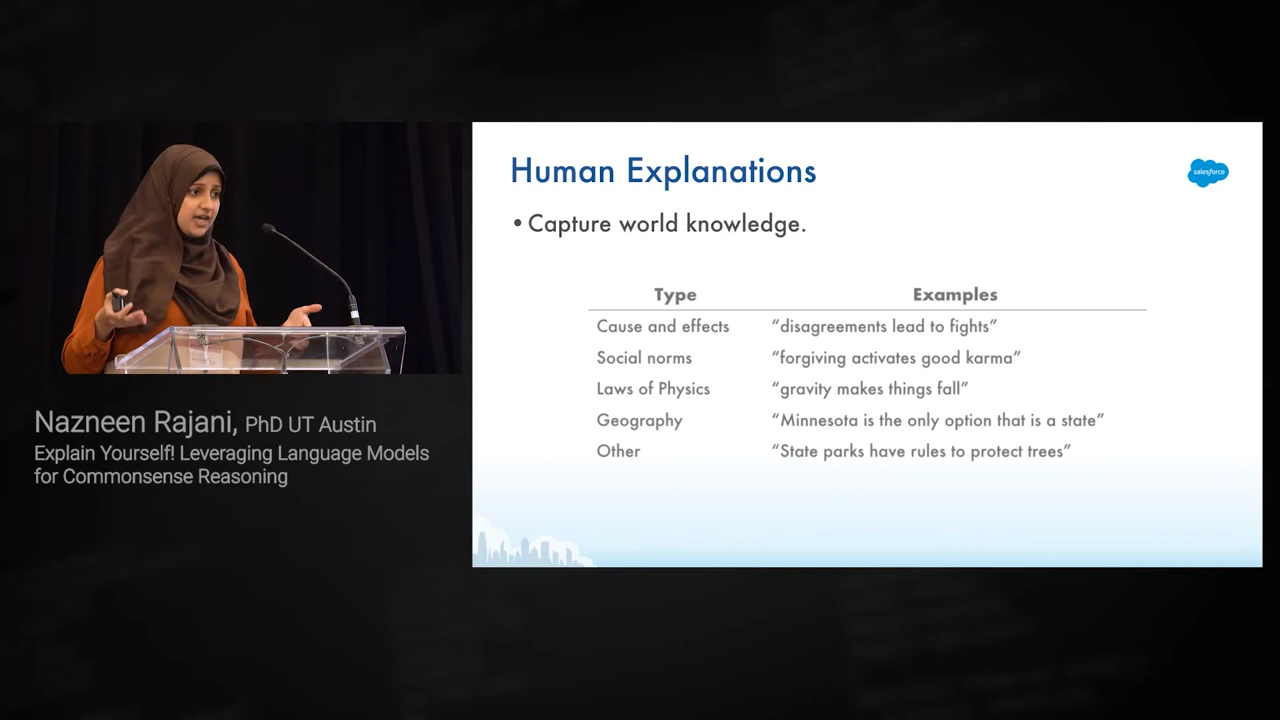 Human Explanations
salesforce
• Capture world knowledge.
Type Examples
Cause and effects “disagreements lead to fights”
Social norms “forgiving activates good karma”
Laws of Physics “gravity makes things fall”
Geography “Minnesota is the only option that is a state”
Other “State parks have rules to protect trees”
Nazneen Rajani, PhD UT Austin
Explain Yourself! Leveraging Language Models
for Commonsense Reasoning